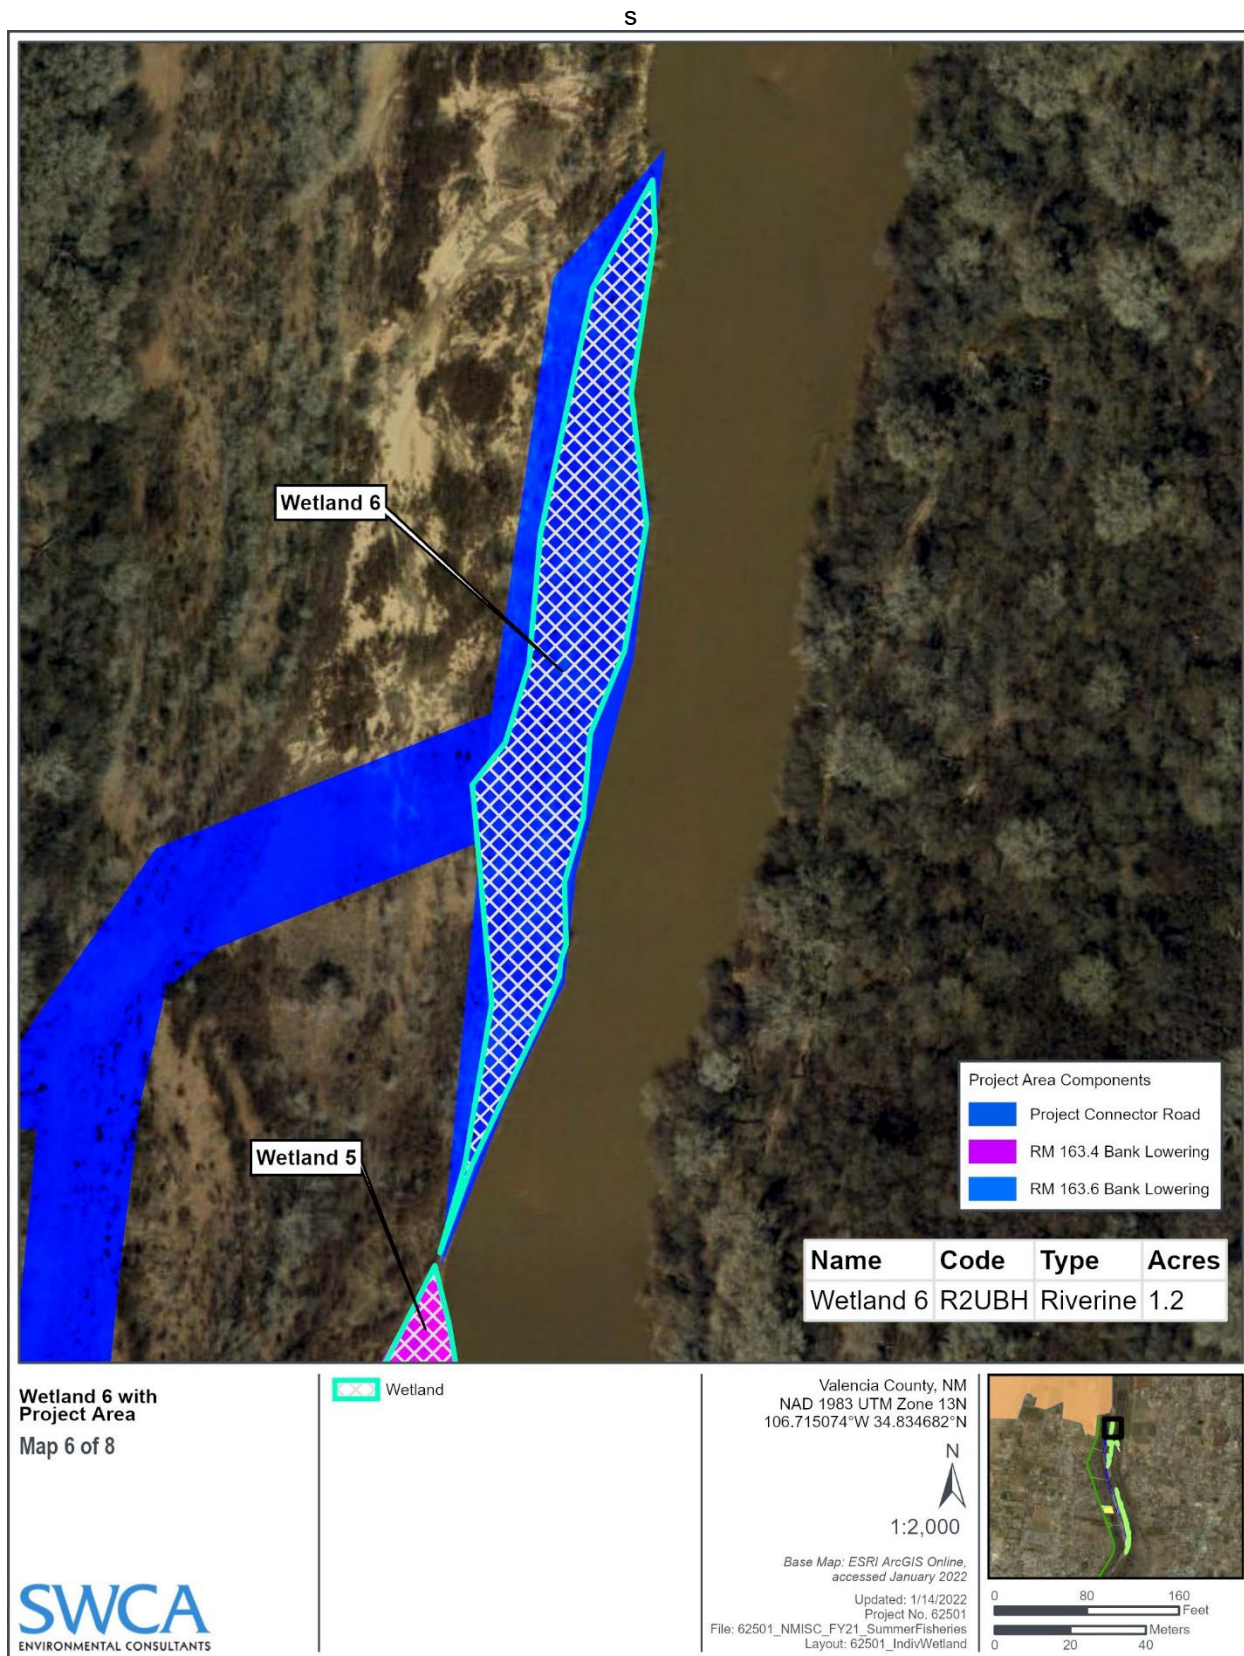 s
Wetland 6
Wetland 5
Project Area Components
Project Connector Road
RM 163.4 Bank Lowering
RM 163.6 Bank Lowering
Name Code Type Acres
Wetland 6 R2UBH Riverine 1.2
Wetland 6 with
Project Area
Map 6 of 8
SWCA
ENVIRONMENTAL CONSULTANTS
Wetland
Valencia County, NM
NAD 1983 UTM Zone 13N
106.715074°W 34.834682°N
N
1:2,000
Base Map: ESRI ArcGIS Online,
accessed January 2022
Updated: 1/14/2022
Project No. 62501
File: 62501_NMISC_FY21_SummerFisheries
Layout: 62501_IndivWetland
0 80 160
Feet
Meters
0 20 40